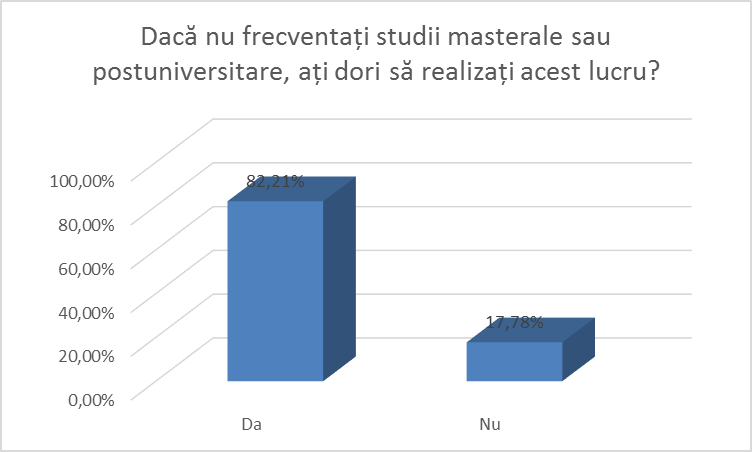 Dacă nu frecventați studii masterale sau
postuniversitare, ați dori să realizați acest lucru?
100,00%
80,00%
60,00%
40,00%
20,00%
0,00%
82,21%
17,78%
Da
Nu